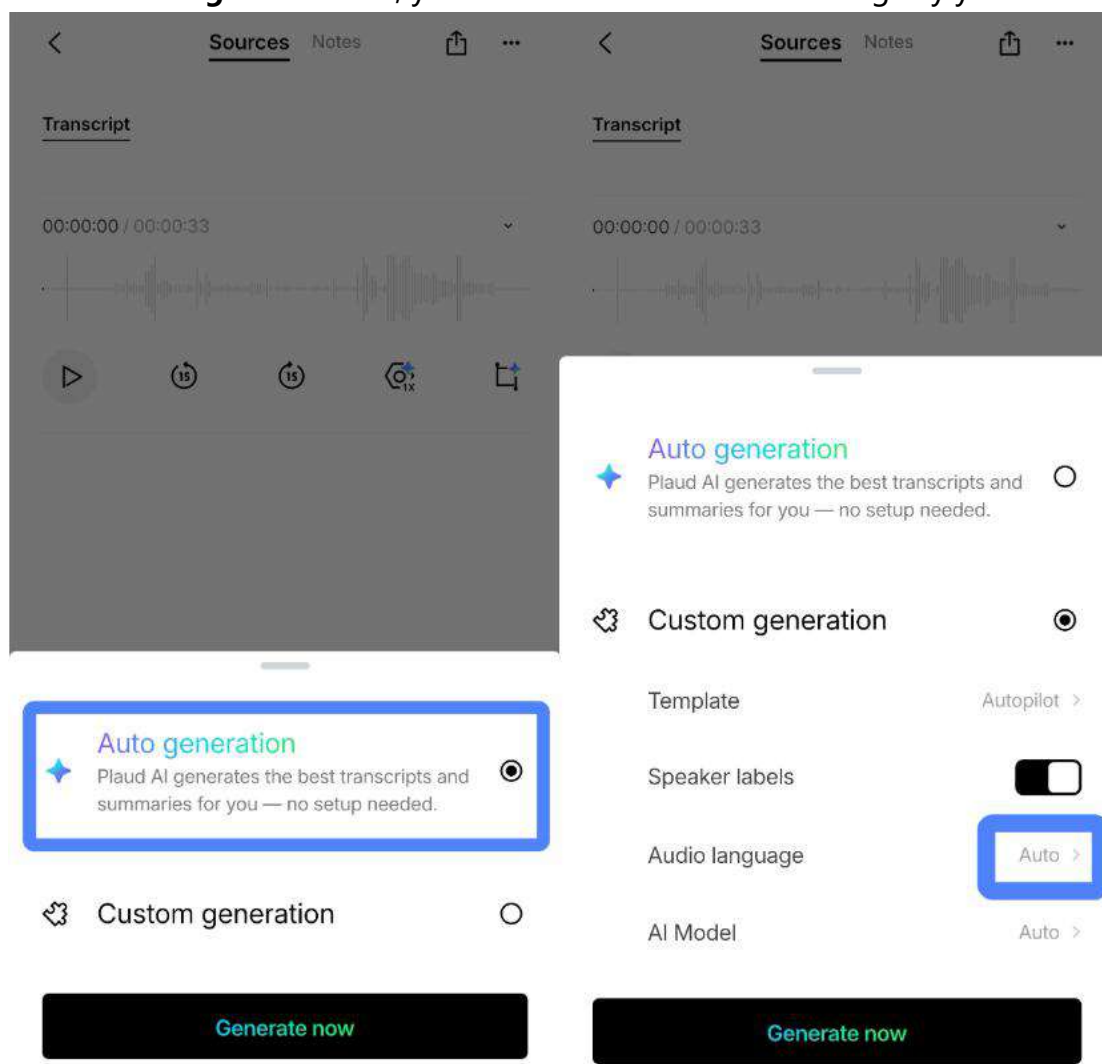 Sources Notes
Transcript
00:00:00 / 00:00:33
15 15 1X
Auto generation
Plaud AI generates the best transcripts and
summaries for you — no setup needed.
Custom generation
Generate now
Sources Notes
Transcript
00:00:00 / 00:00:33
Auto generation
Plaud AI generates the best transcripts and
summaries for you — no setup needed.
Custom generation
Template Autopilot
Speaker labels
Audio language Auto
AI Model Auto
Generate now